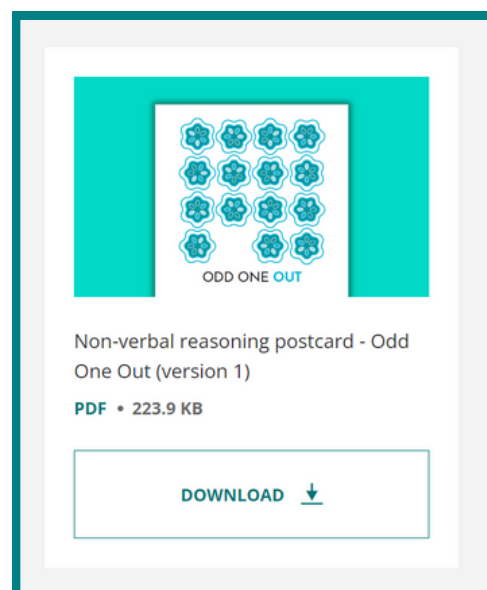 ODD ONE OUT
Non-verbal reasoning postcard - Odd
One Out (version 1)
PDF • 223.9 KB
DOWNLOAD